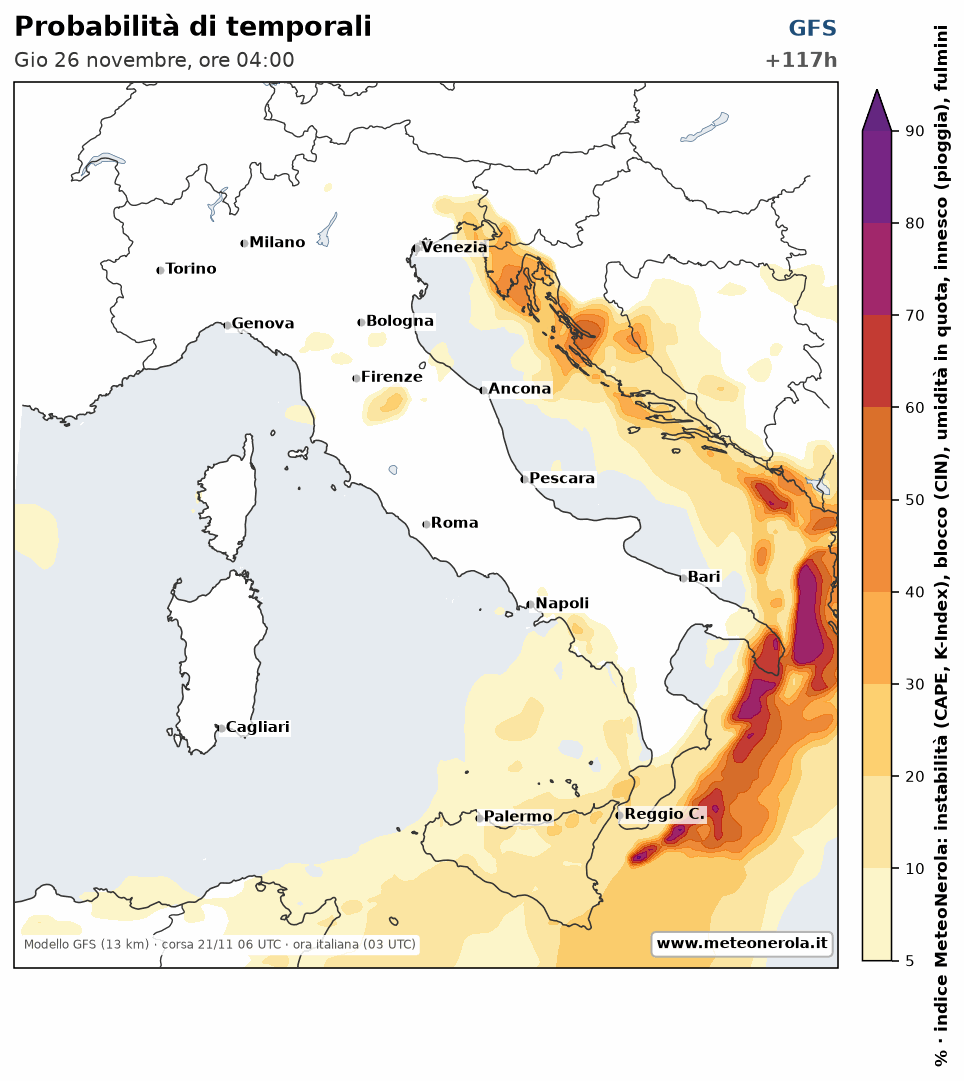 Probabilità di temporali
GFS
Gio 26 novembre, ore 04:00
+117h
Milano
Venezia
Torino
Genova
Bologna
Firenze
Ancona
Pescara
Roma
Bari
Napoli
Cagliari
Palermo
Reggio C.
Modello GFS (13 km) · corsa 21/11 06 UTC · ora italiana (03 UTC)
www.meteonerola.it
90
80
70
60
50
40
30
20
10
5
% · indice MeteoNerola: instabilità (CAPE, K-Index), blocco (CIN), umidità in quota, innesco (pioggia), fulmini